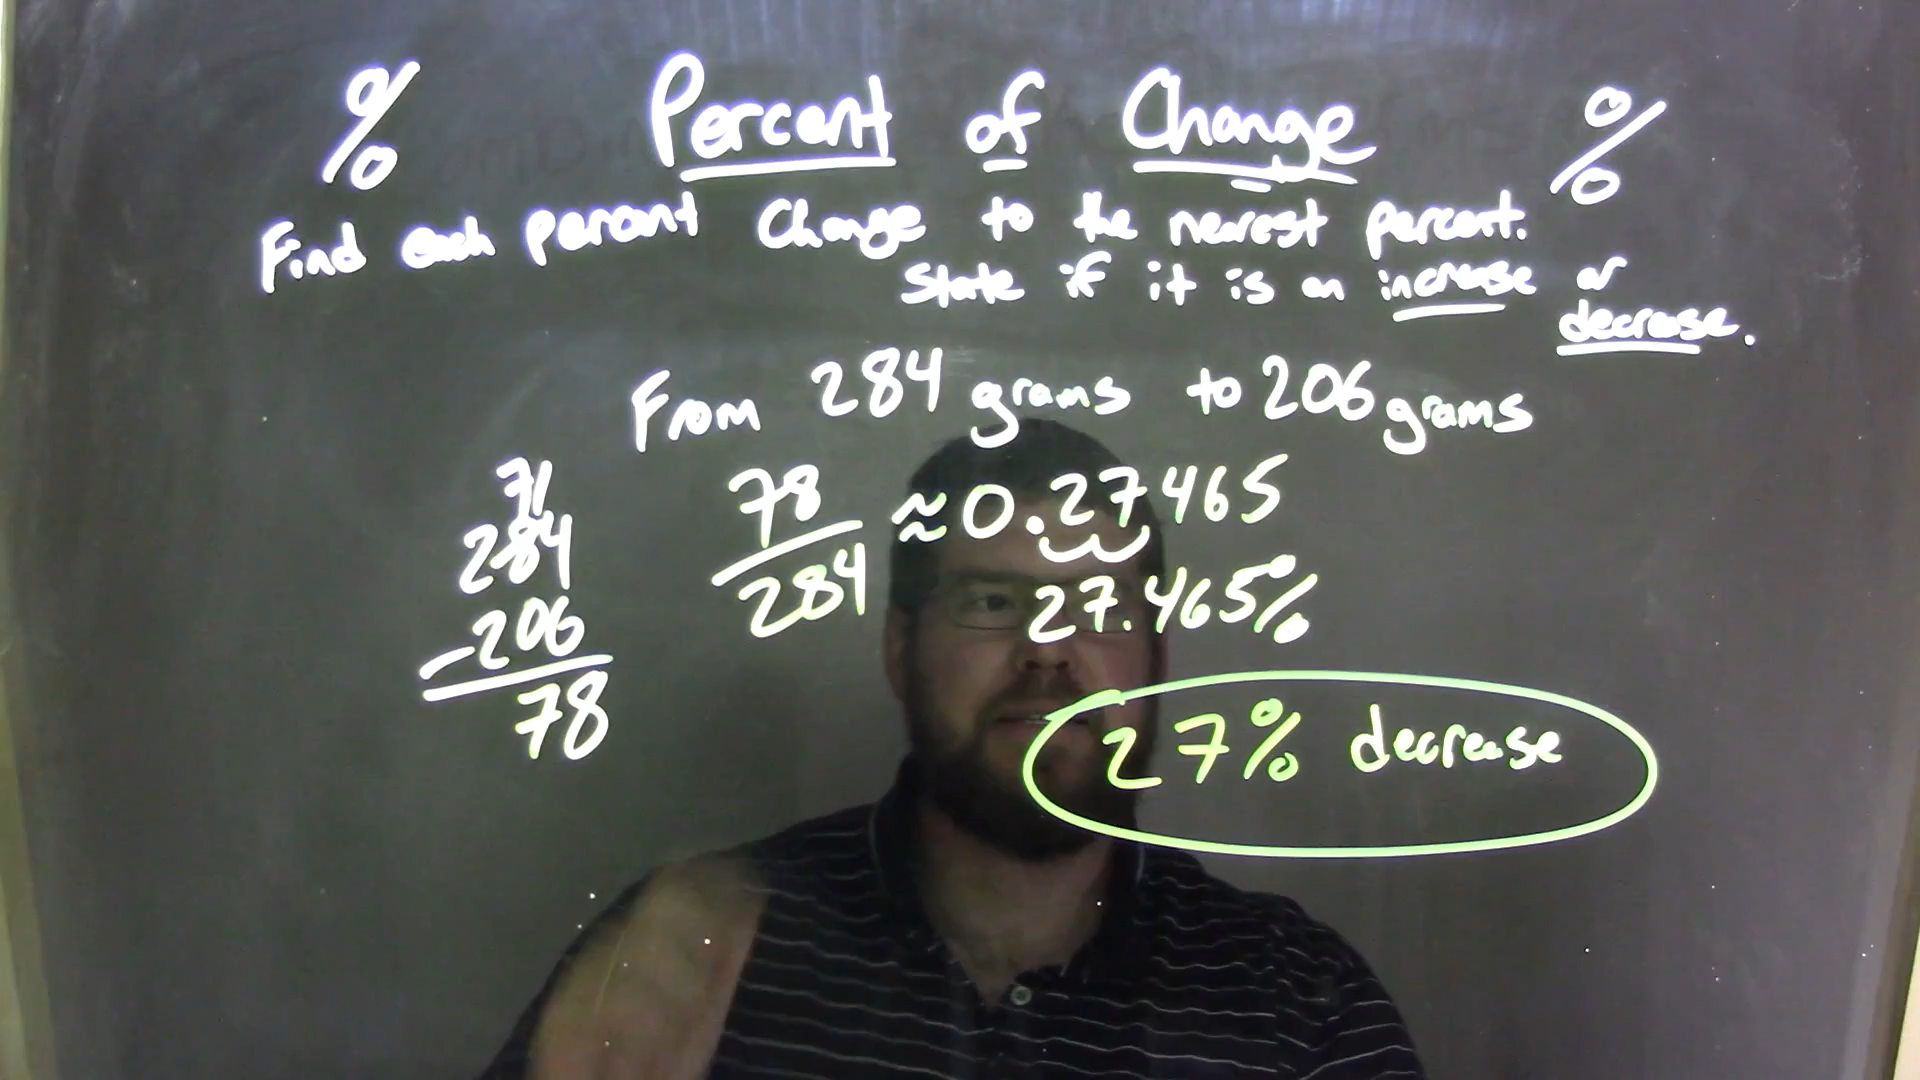 % Percent of Change %
Find each percent Change to the nearest percent.
State if it is an increase or
decrease.
From 284 grams to 206 grams
71
284
-206
78
78/284 ≈ 0.27465
27.465%
27% decrease